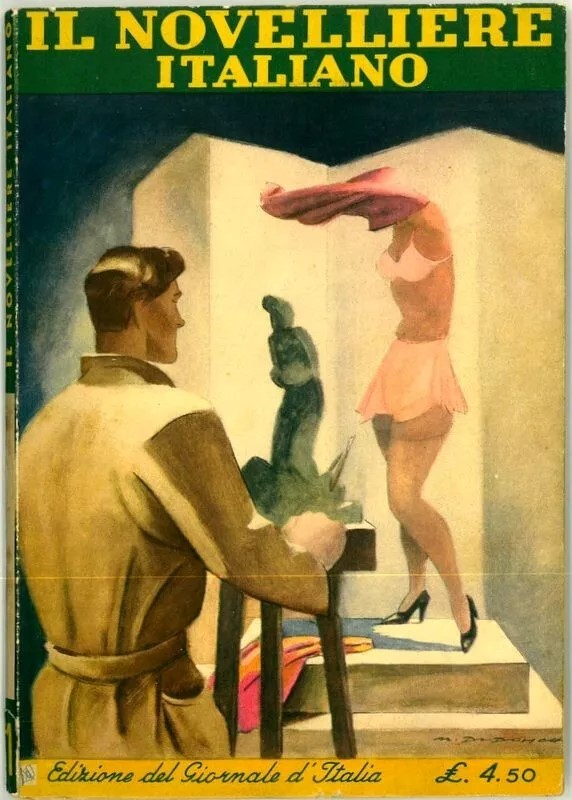 IL NOVELLIERE
ITALIANO
IL NOVELLIERE ITALIANO
Edizione del Giornale d'Italia
£. 4.50